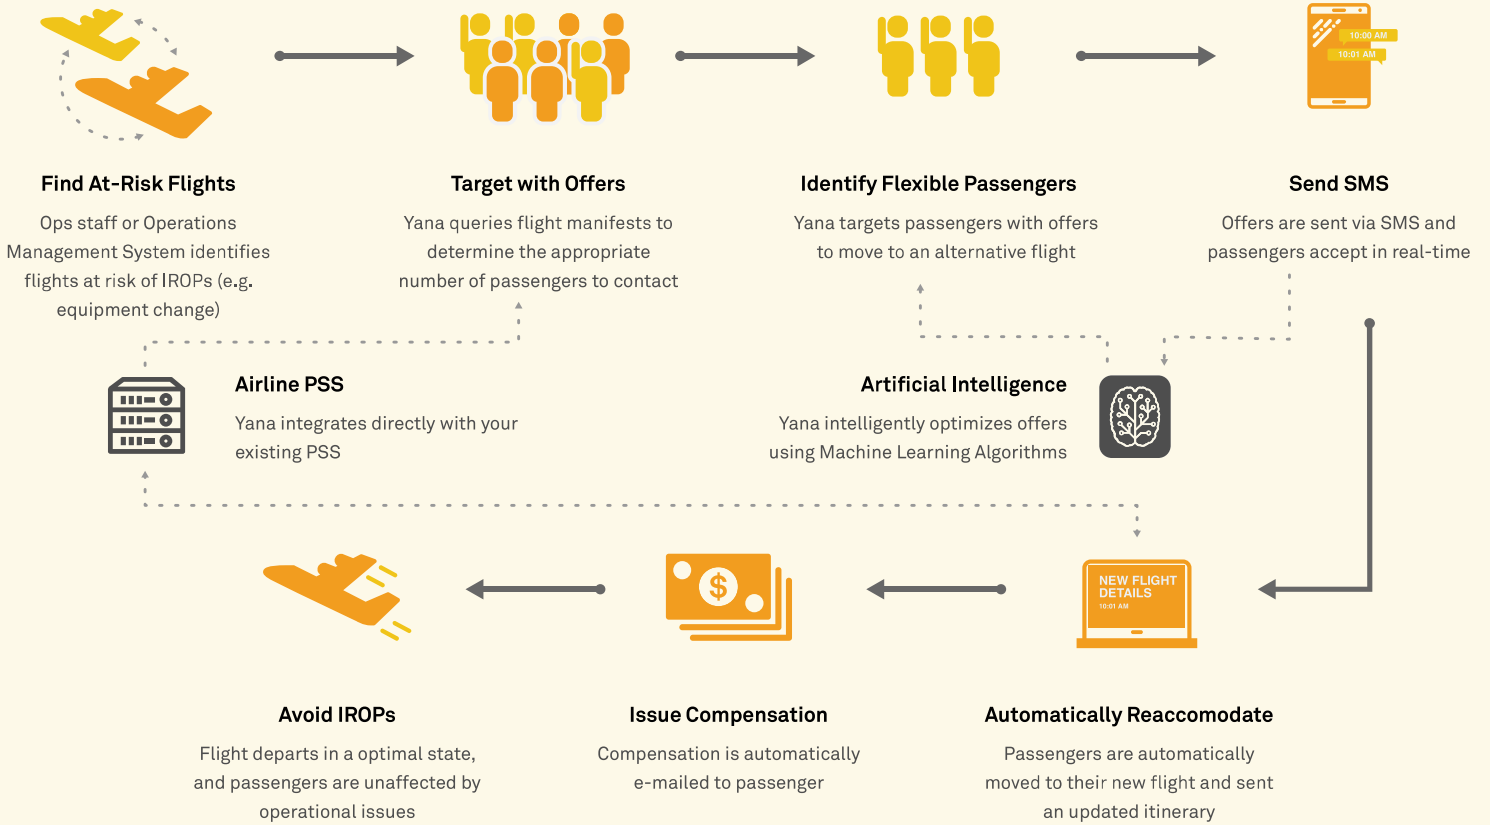 10:00 AM
10:01 AM
Find At-Risk Flights
Ops staff or Operations
Management System identifies
flights at risk of IROPs (e.g.
equipment change)
Target with Offers
Yana queries flight manifests to
determine the appropriate
number of passengers to contact
Identify Flexible Passengers
Yana targets passengers with offers
to move to an alternative flight
Send SMS
Offers are sent via SMS and
passengers accept in real-time
Airline PSS
Yana integrates directly with your
existing PSS
Artificial Intelligence
Yana intelligently optimizes offers
using Machine Learning Algorithms
$
NEW FLIGHT
DETAILS
10:01 AM
Avoid IROPs
Flight departs in a optimal state,
and passengers are unaffected by
operational issues
Issue Compensation
Compensation is automatically
e-mailed to passenger
Automatically Reaccomodate
Passengers are automatically
moved to their new flight and sent
an updated itinerary